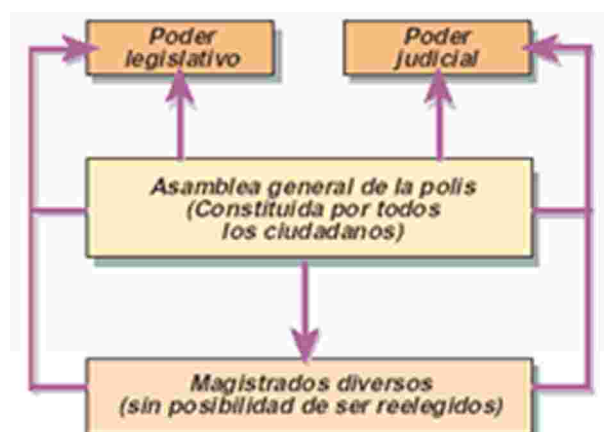 Poder
legislativo
Poder
judicial
Asamblea general de la polis
(Constituida por todos
los ciudadanos)
Magistrados diversos
(sin posibilidad de ser reelegidos)